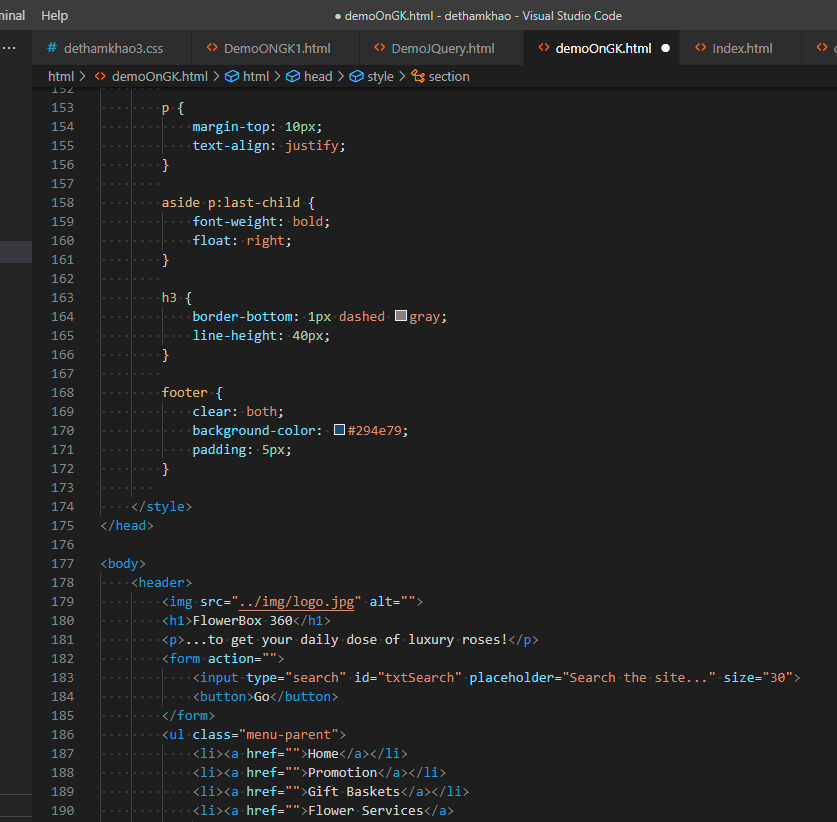 minal Help ● demoOnGK.html - dethamkhao - Visual Studio Code
··· # dethamkhao3.css <> DemoONGK1.html <> DemoJQuery.html <> demoOnGK.html ● <> Index.html <>
html > <> demoOnGK.html > html > head > style > section
152
153 p {
154 margin-top: 10px;
155 text-align: justify;
156 }
157
158 aside p:last-child {
159 font-weight: bold;
160 float: right;
161 }
162
163 h3 {
164 border-bottom: 1px dashed gray;
165 line-height: 40px;
166 }
167
168 footer {
169 clear: both;
170 background-color: #294e79;
171 padding: 5px;
172 }
173
174 </style>
175 </head>
176
177 <body>
178 <header>
179 <img src="../img/logo.jpg" alt="">
180 <h1>FlowerBox 360</h1>
181 <p>...to get your daily dose of luxury roses!</p>
182 <form action="">
183 <input type="search" id="txtSearch" placeholder="Search the site..." size="30">
184 <button>Go</button>
185 </form>
186 <ul class="menu-parent">
187 <li><a href="">Home</a></li>
188 <li><a href="">Promotion</a></li>
189 <li><a href="">Gift Baskets</a></li>
190 <li><a href="">Flower Services</a>